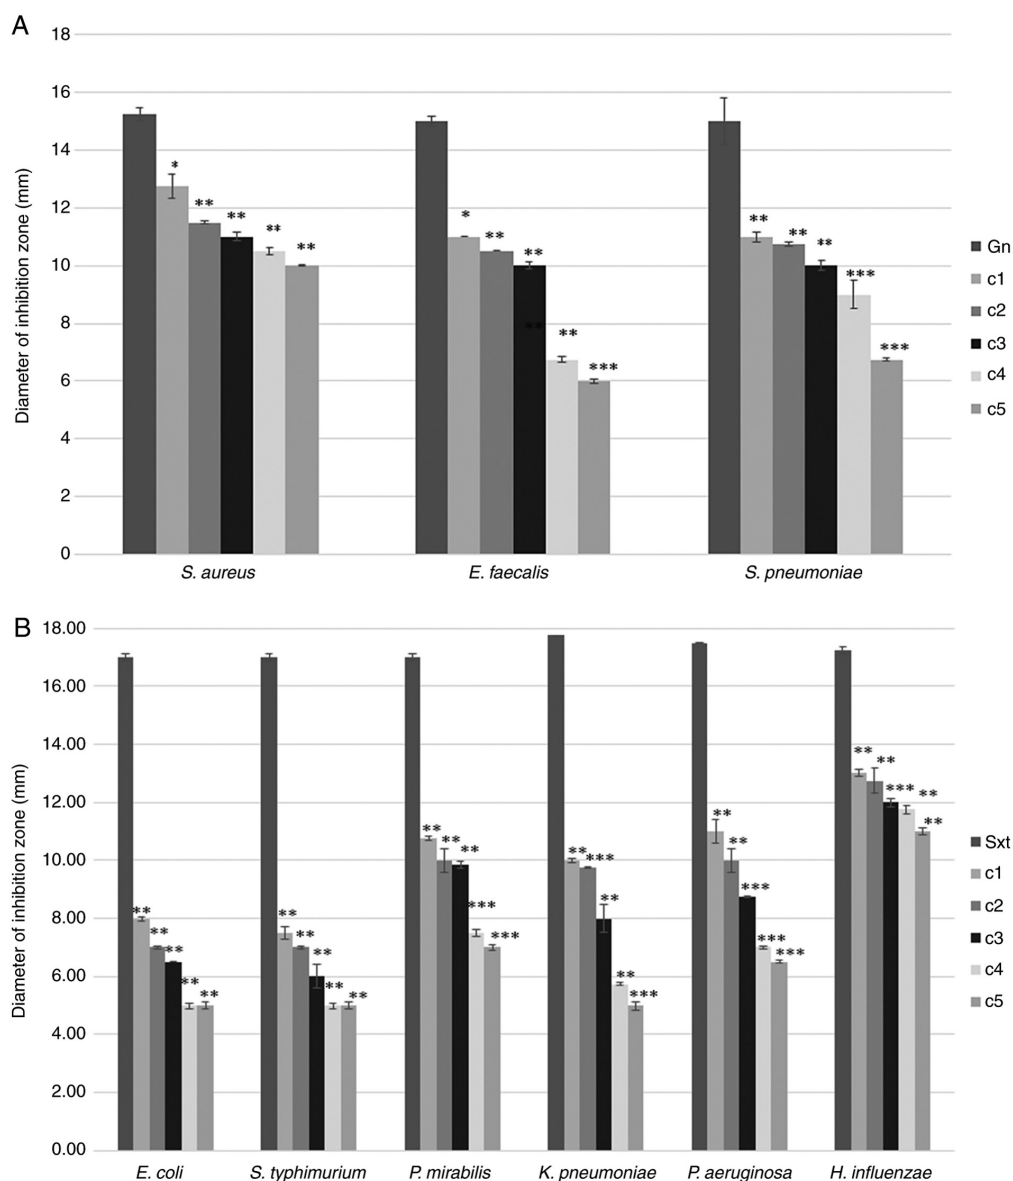 A
18
16
14
12
10
8
6
4
2
0
Diameter of inhibition zone (mm)
* ** ** ** **
* ** ** ** ** ***
** ** ** *** ***
S. aureus E. faecalis S. pneumoniae
Gn
c1
c2
c3
c4
c5
B
18.00
16.00
14.00
12.00
10.00
8.00
6.00
4.00
2.00
0.00
Diameter of inhibition zone (mm)
** ** ** ** **
** ** ** ** **
** ** ** *** ***
** *** ** ** ***
** ** *** *** ***
** ** *** ** **
E. coli S. typhimurium P. mirabilis K. pneumoniae P. aeruginosa H. influenzae
Sxt
c1
c2
c3
c4
c5